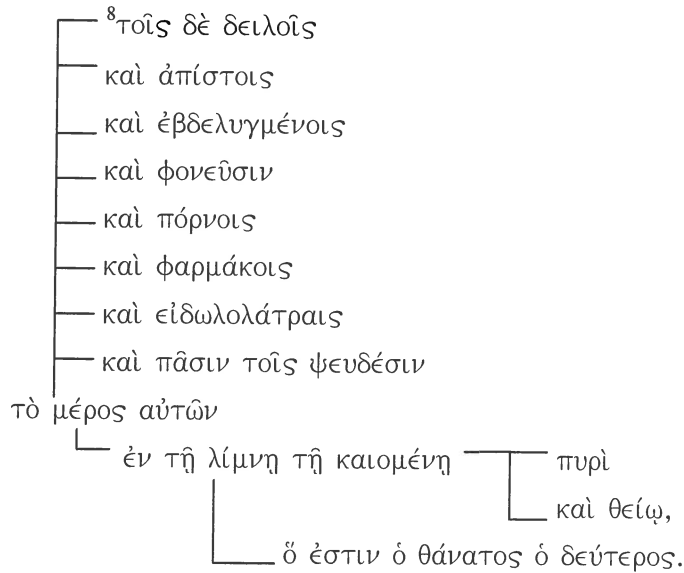 ⁸τοῖς δὲ δειλοῖς
καὶ ἀπίστοις
καὶ ἐβδελυγμένοις
καὶ φονεῦσιν
καὶ πόρνοις
καὶ φαρμάκοις
καὶ εἰδωλολάτραις
καὶ πᾶσιν τοῖς ψευδέσιν
τὸ μέρος αὐτῶν
ἐν τῇ λίμνῃ τῇ καιομένῃ πυρὶ
καὶ θείῳ,
ὅ ἐστιν ὁ θάνατος ὁ δεύτερος.